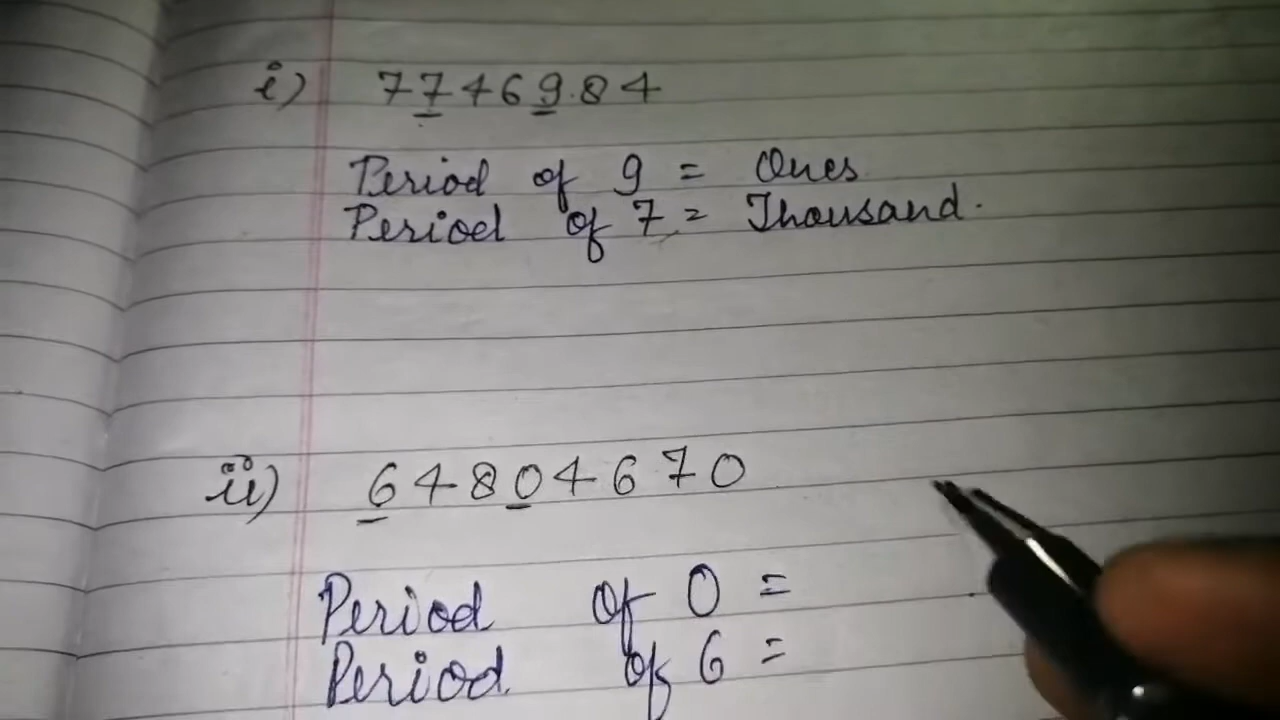 i) 7746984
Period of 9 = Ones
Period of 7 = Thousand.
ii) 64804670
Period of 0 =
Period of 6 =